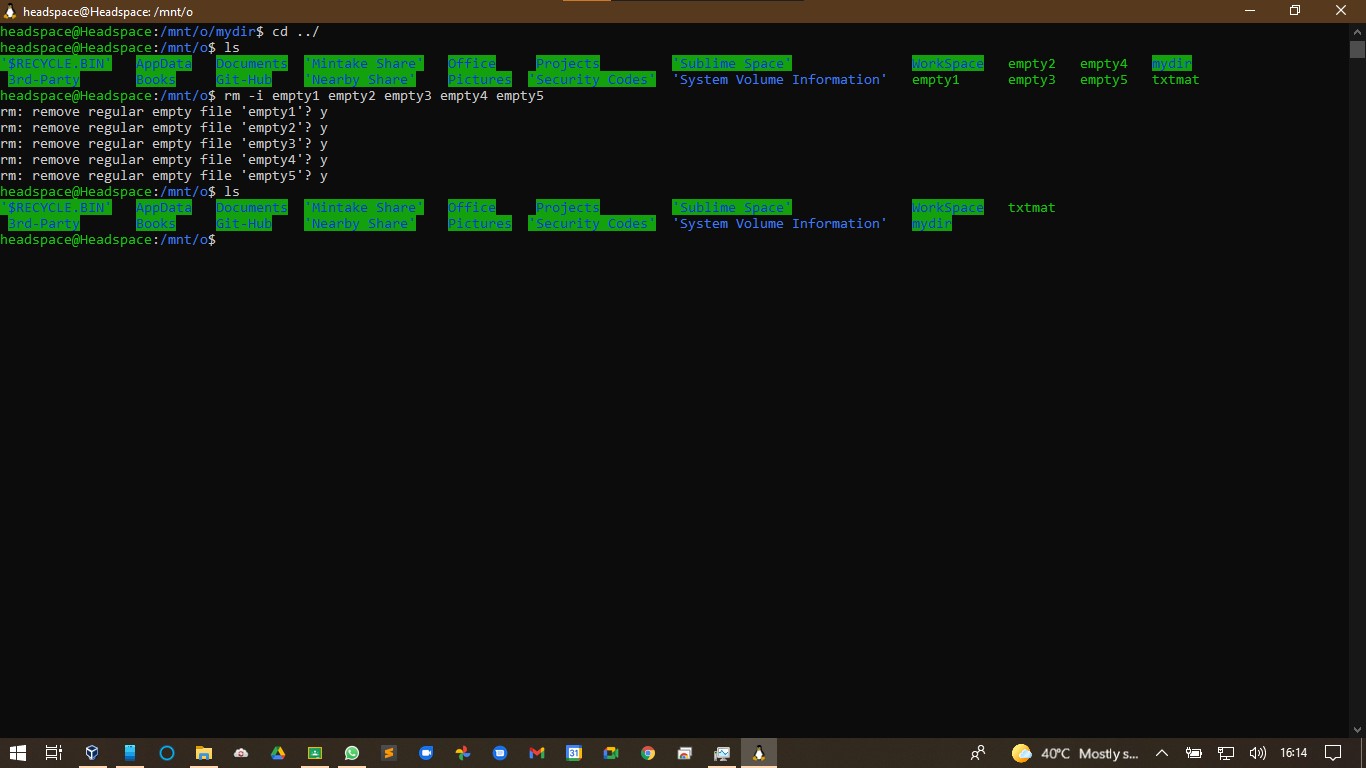 headspace@Headspace: /mnt/o
headspace@Headspace:/mnt/o/mydir$ cd ../
headspace@Headspace:/mnt/o$ ls
'$RECYCLE.BIN' AppData Documents 'Mintake Share' Office Projects 'Sublime Space' WorkSpace empty2 empty4 mydir
3rd-Party Books Git-Hub 'Nearby Share' Pictures 'Security Codes' 'System Volume Information' empty1 empty3 empty5 txtmat
headspace@Headspace:/mnt/o$ rm -i empty1 empty2 empty3 empty4 empty5
rm: remove regular empty file 'empty1'? y
rm: remove regular empty file 'empty2'? y
rm: remove regular empty file 'empty3'? y
rm: remove regular empty file 'empty4'? y
rm: remove regular empty file 'empty5'? y
headspace@Headspace:/mnt/o$ ls
'$RECYCLE.BIN' AppData Documents 'Mintake Share' Office Projects 'Sublime Space' WorkSpace txtmat
3rd-Party Books Git-Hub 'Nearby Share' Pictures 'Security Codes' 'System Volume Information' mydir
headspace@Headspace:/mnt/o$
31
40°C Mostly s...
16:14